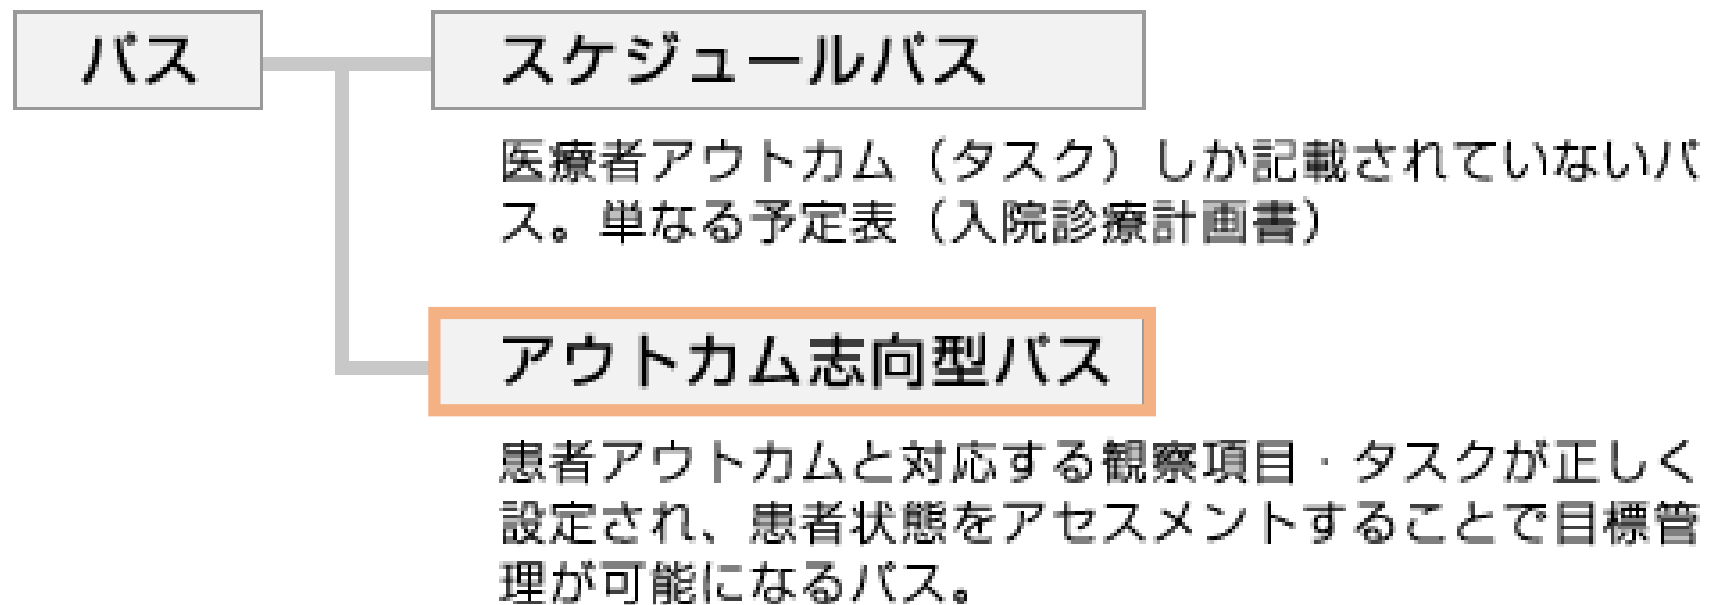 パス
スケジュールパス
医療者アウトカム（タスク）しか記載されていないパ
ス。単なる予定表（入院診療計画書）
アウトカム志向型パス
患者アウトカムと対応する観察項目・タスクが正しく
設定され、患者状態をアセスメントすることで目標管
理が可能になるパス。